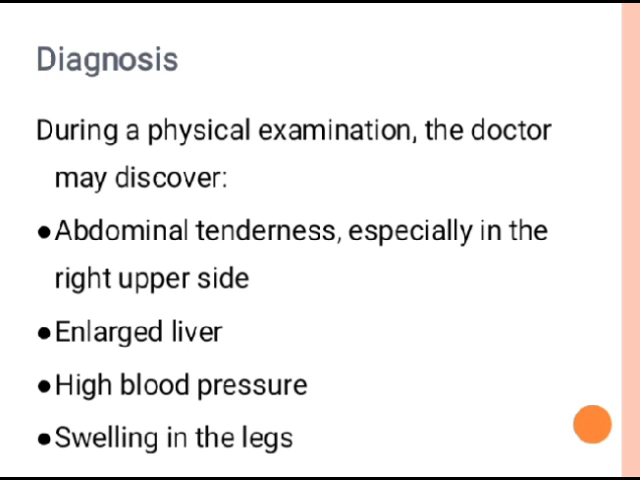 Diagnosis
During a physical examination, the doctor
may discover:
●Abdominal tenderness, especially in the
right upper side
●Enlarged liver
●High blood pressure
●Swelling in the legs